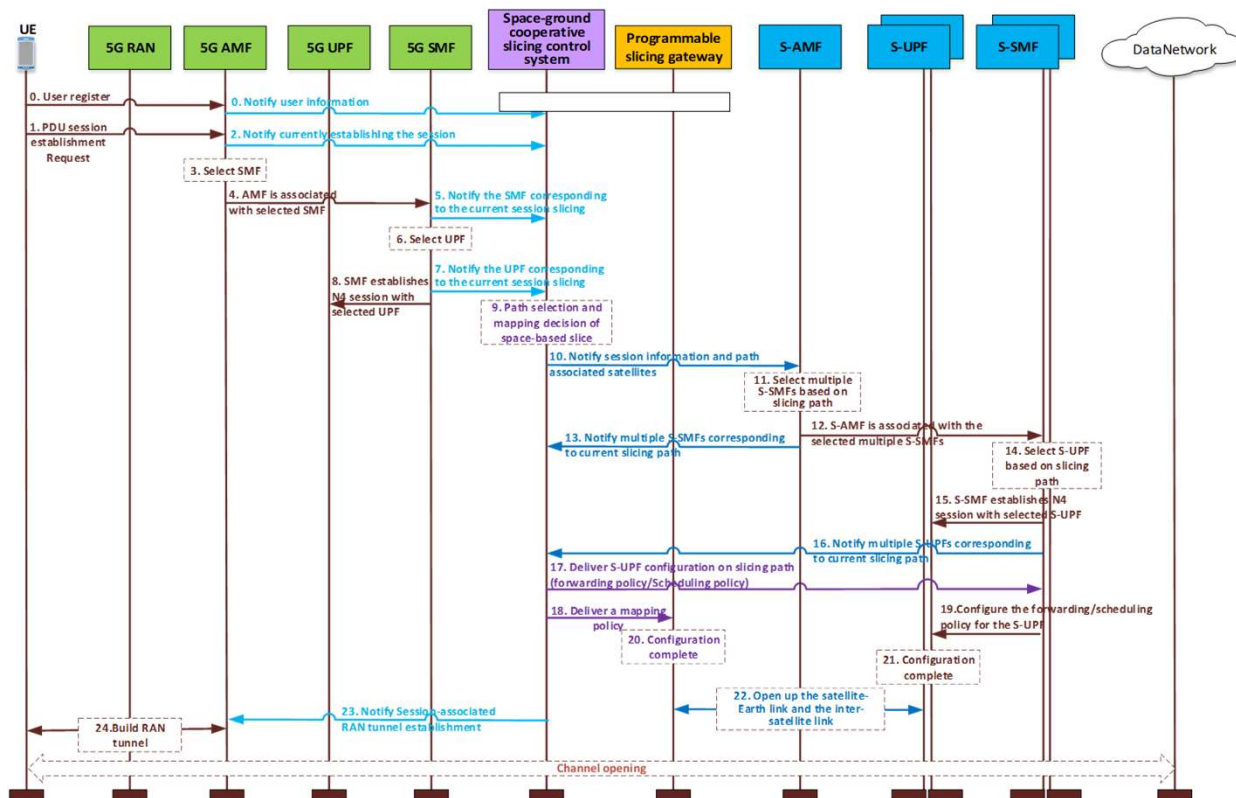 UE
5G RAN
5G AMF
5G UPF
5G SMF
Space-ground
cooperative
slicing control
system
Programmable
slicing gateway
S-AMF
S-UPF
S-SMF
DataNetwork
0. User register
0. Notify user information
1. PDU session
establishment
Request
2. Notify currently establishing the session
3. Select SMF
4. AMF is associated
with selected SMF
5. Notify the SMF corresponding
to the current session slicing
6. Select UPF
7. Notify the UPF corresponding
to the current session slicing
8. SMF establishes
N4 session with
selected UPF
9. Path selection and
mapping decision of
space-based slice
10. Notify session information and path
associated satellites
11. Select multiple
S-SMFs based on
slicing path
12. S-AMF is associated with the
selected multiple S-SMFs
13. Notify multiple S-SMFs corresponding
to current slicing path
14. Select S-UPF
based on slicing
path
15. S-SMF establishes N4
session with selected S-UPF
16. Notify multiple S-UPFs corresponding
to current slicing path
17. Deliver S-UPF configuration on slicing path
(forwarding policy/Scheduling policy)
18. Deliver a mapping
policy
19.Configure the forwarding/scheduling
policy for the S-UPF
20. Configuration
complete
21. Configuration
complete
22. Open up the satellite-
Earth link and the inter-
satellite link
23. Notify Session-associated
RAN tunnel establishment
24.Build RAN
tunnel
Channel opening